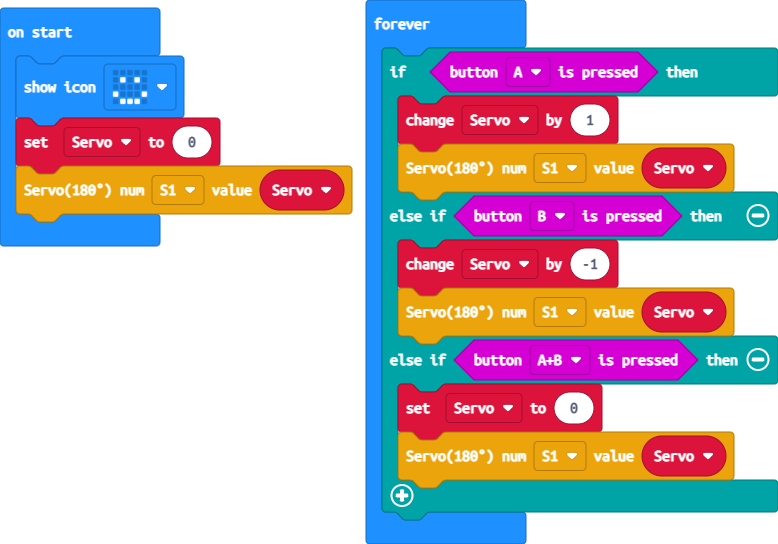 on start
show icon
set Servo to 0
Servo(180°) num S1 value Servo
forever
if button A is pressed then
change Servo by 1
Servo(180°) num S1 value Servo
else if button B is pressed then
change Servo by -1
Servo(180°) num S1 value Servo
else if button A+B is pressed then
set Servo to 0
Servo(180°) num S1 value Servo